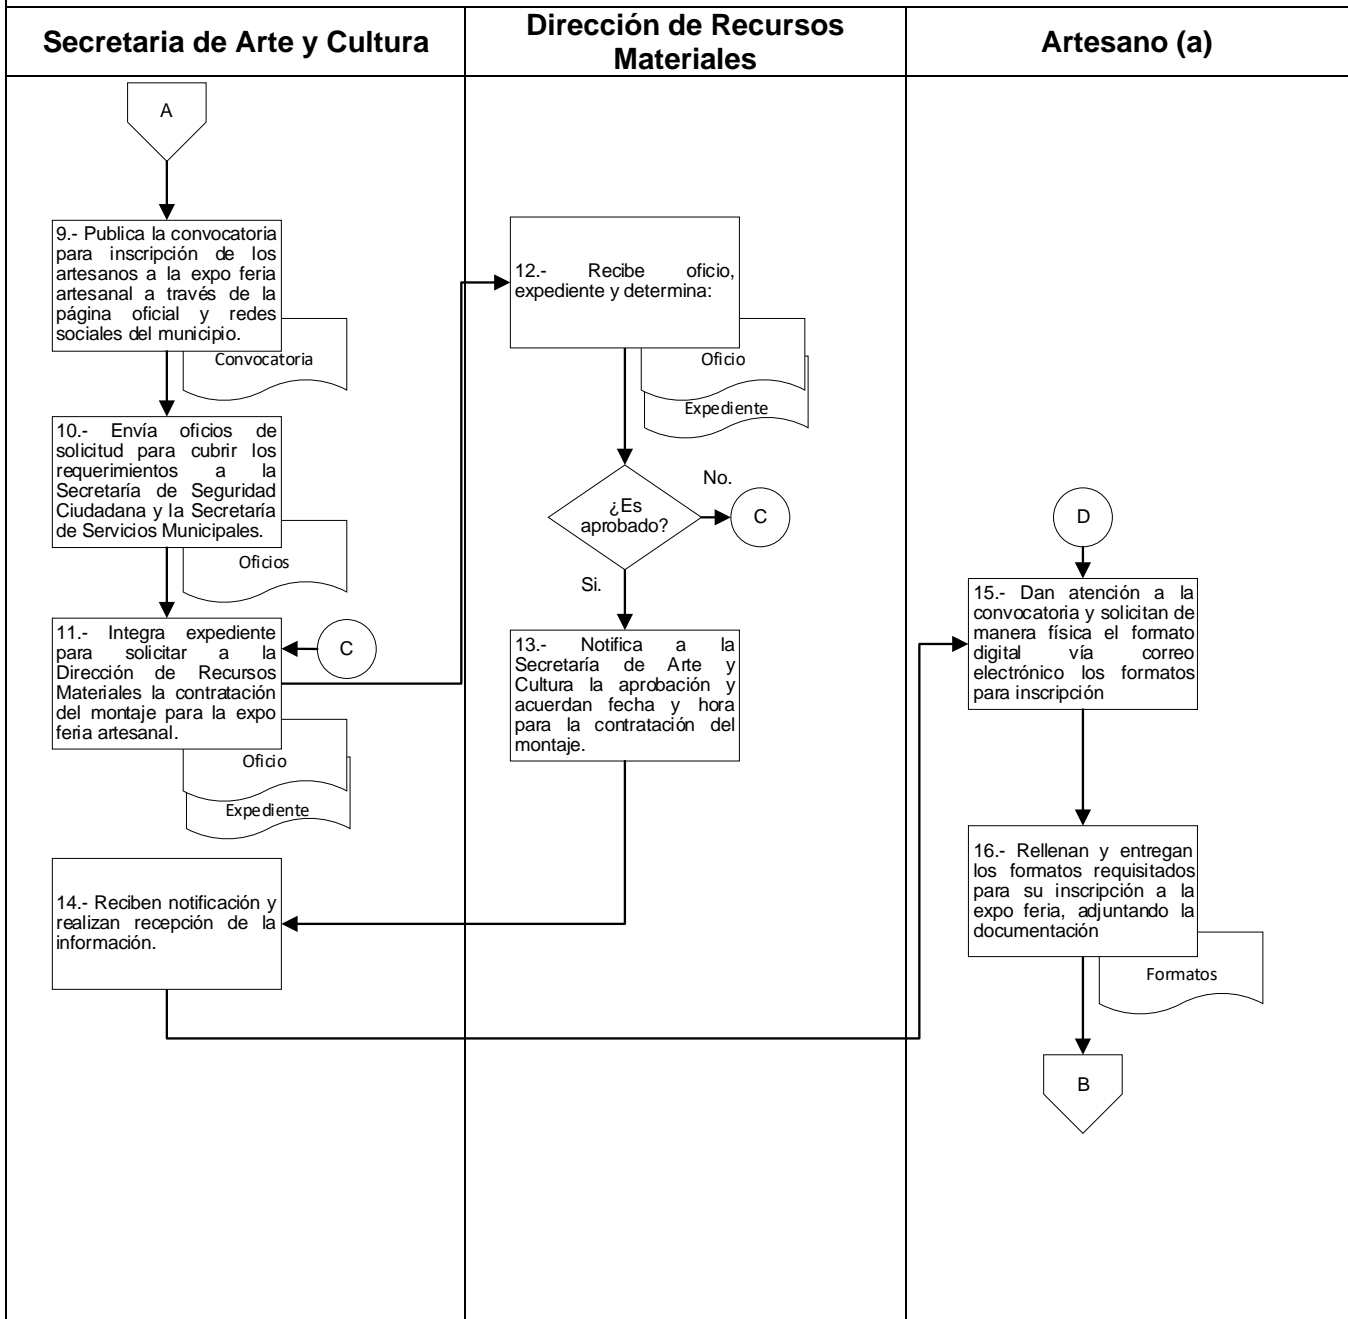 Secretaria de Arte y Cultura
Dirección de Recursos
Materiales
Artesano (a)
A
9.- Publica la convocatoria
para inscripción de los
artesanos a la expo feria
artesanal a través de la
página oficial y redes
sociales del municipio.
Convocatoria
10.- Envía oficios de
solicitud para cubrir los
requerimientos a la
Secretaría de Seguridad
Ciudadana y la Secretaría
de Servicios Municipales.
Oficios
11.- Integra expediente
para solicitar a la
Dirección de Recursos
Materiales la contratación
del montaje para la expo
feria artesanal.
C
Oficio
Expediente
14.- Reciben notificación y
realizan recepción de la
información.
12.- Recibe oficio,
expediente y determina:
Oficio
Expediente
¿Es
aprobado?
No.
C
Si.
13.- Notifica a la
Secretaría de Arte y
Cultura la aprobación y
acuerdan fecha y hora
para la contratación del
montaje.
D
15.- Dan atención a la
convocatoria y solicitan de
manera física el formato
digital vía correo
electrónico los formatos
para inscripción
16.- Rellenan y entregan
los formatos requisitados
para su inscripción a la
expo feria, adjuntando la
documentación
Formatos
B